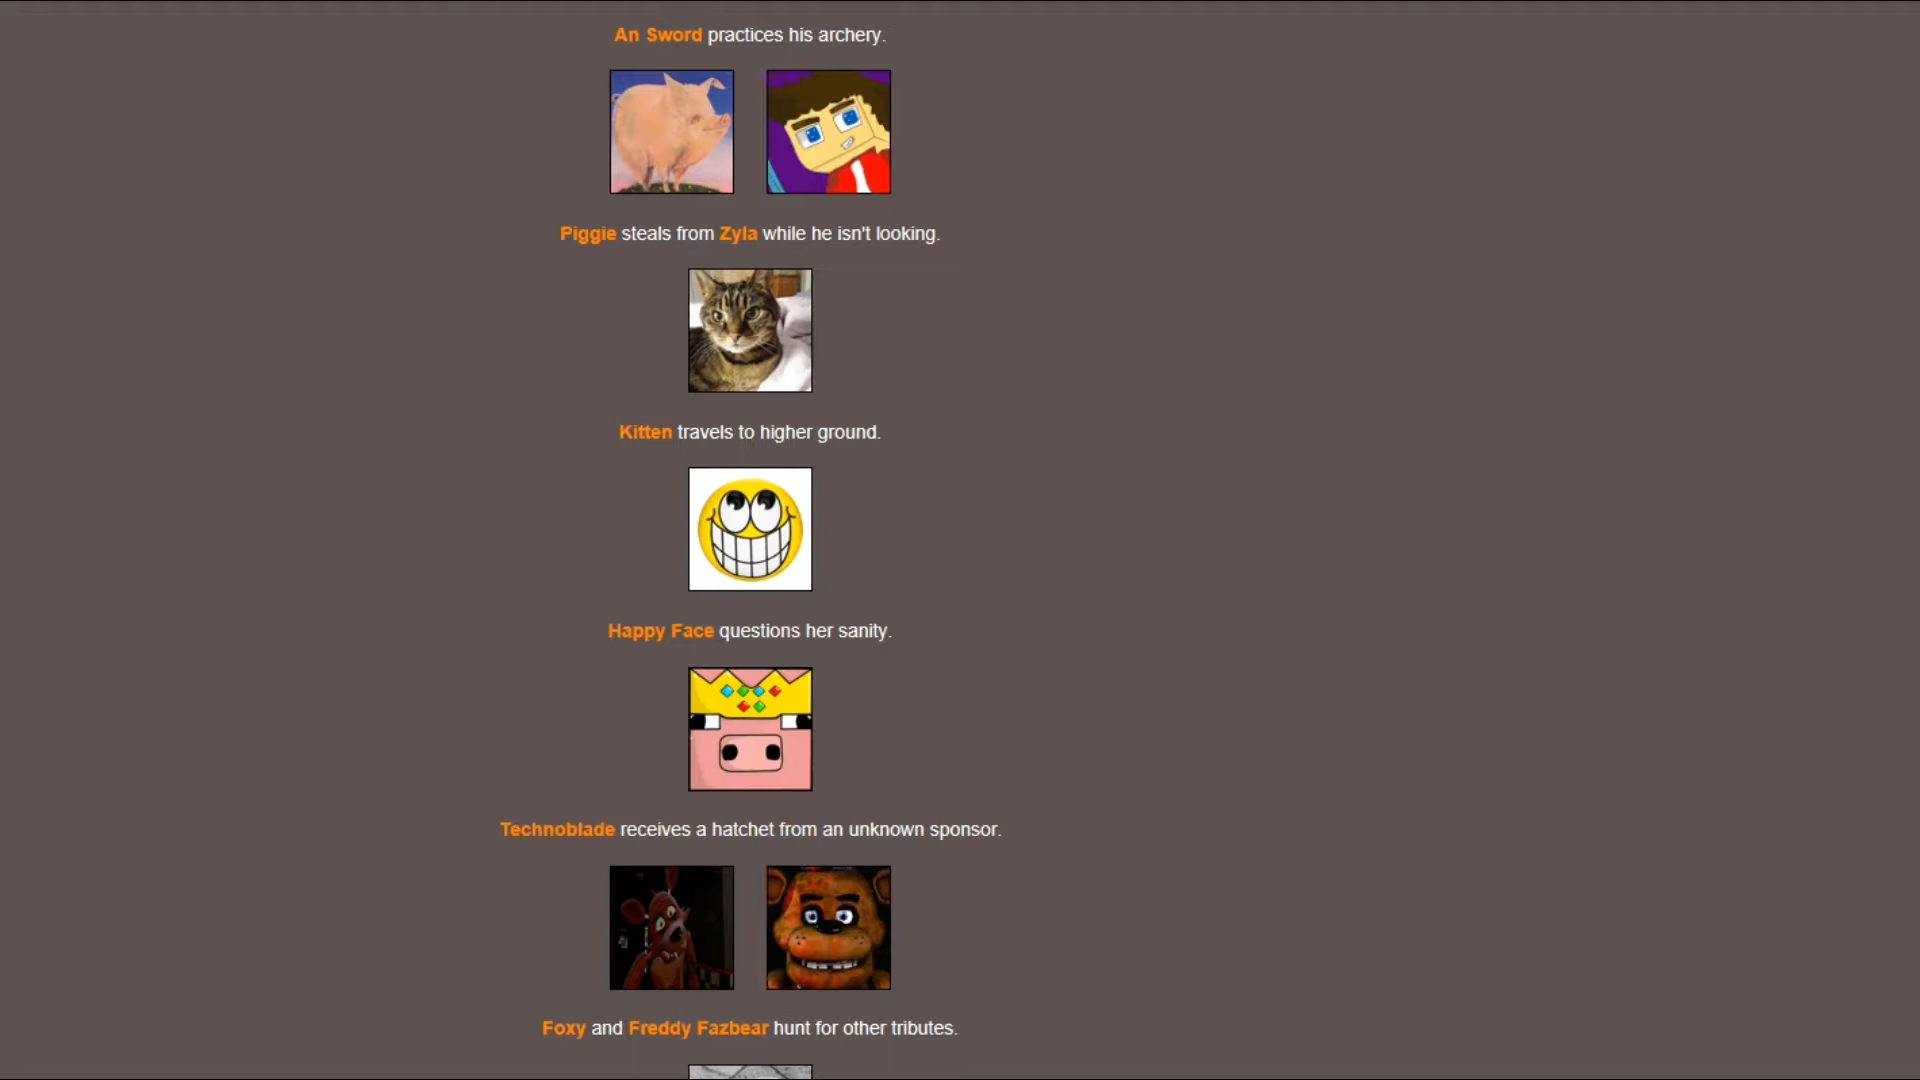 An Sword practices his archery.
Piggie steals from Zyla while he isn't looking.
Kitten travels to higher ground.
Happy Face questions her sanity.
Technoblade receives a hatchet from an unknown sponsor.
Foxy and Freddy Fazbear hunt for other tributes.